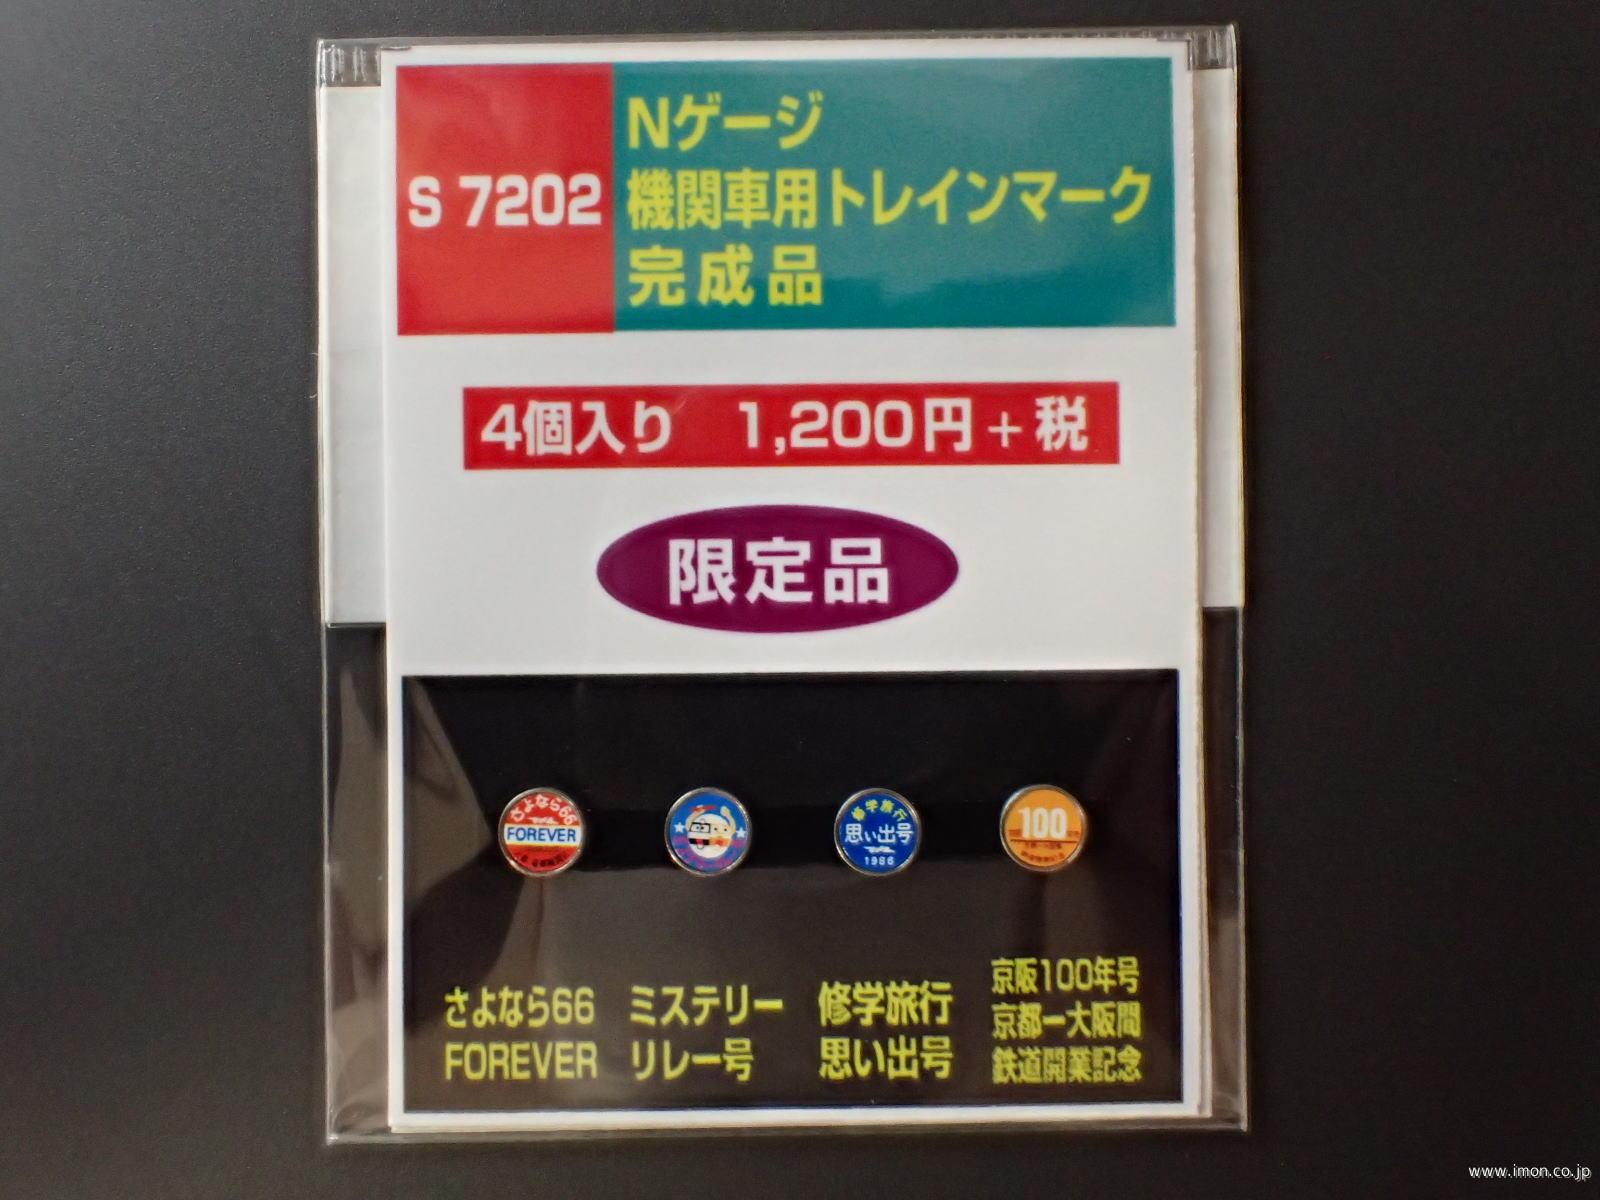 S 7202
Nゲージ
機関車用トレインマーク
完成品
4個入り 1,200円+税
限定品
さよなら66
FOREVER
修学旅行
思い出号
1986
100
さよなら66
FOREVER
ミステリー
リレー号
修学旅行
思い出号
京阪100年号
京都ー大阪間
鉄道開業記念
www.imon.co.jp